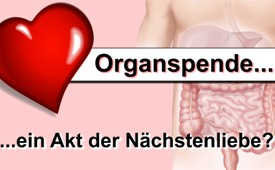 Organspende...
...ein Akt der Nächstenliebe?